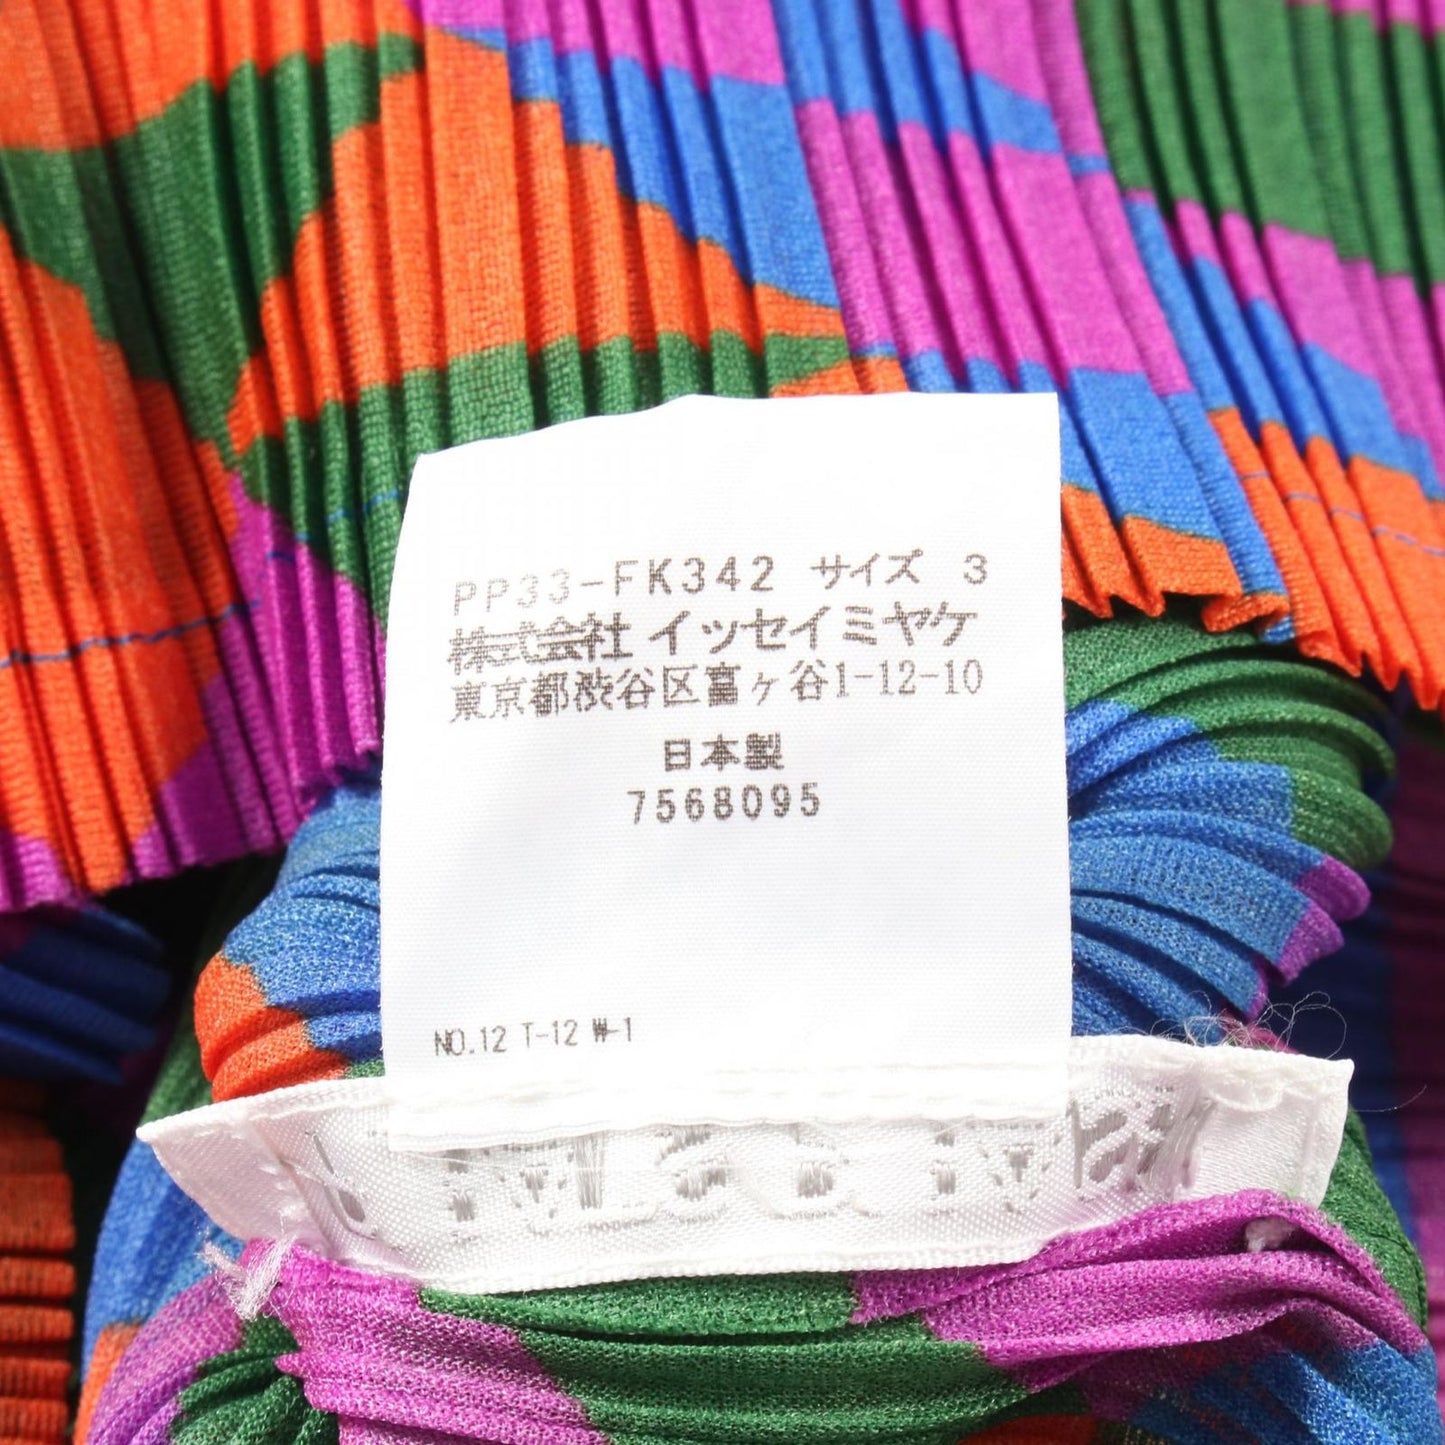 PP33-FK342 サイズ 3
株式会社 イッセイミヤケ
東京都渋谷区富ヶ谷1-12-10
日本製
7568095
NO.12 T-12 W-1